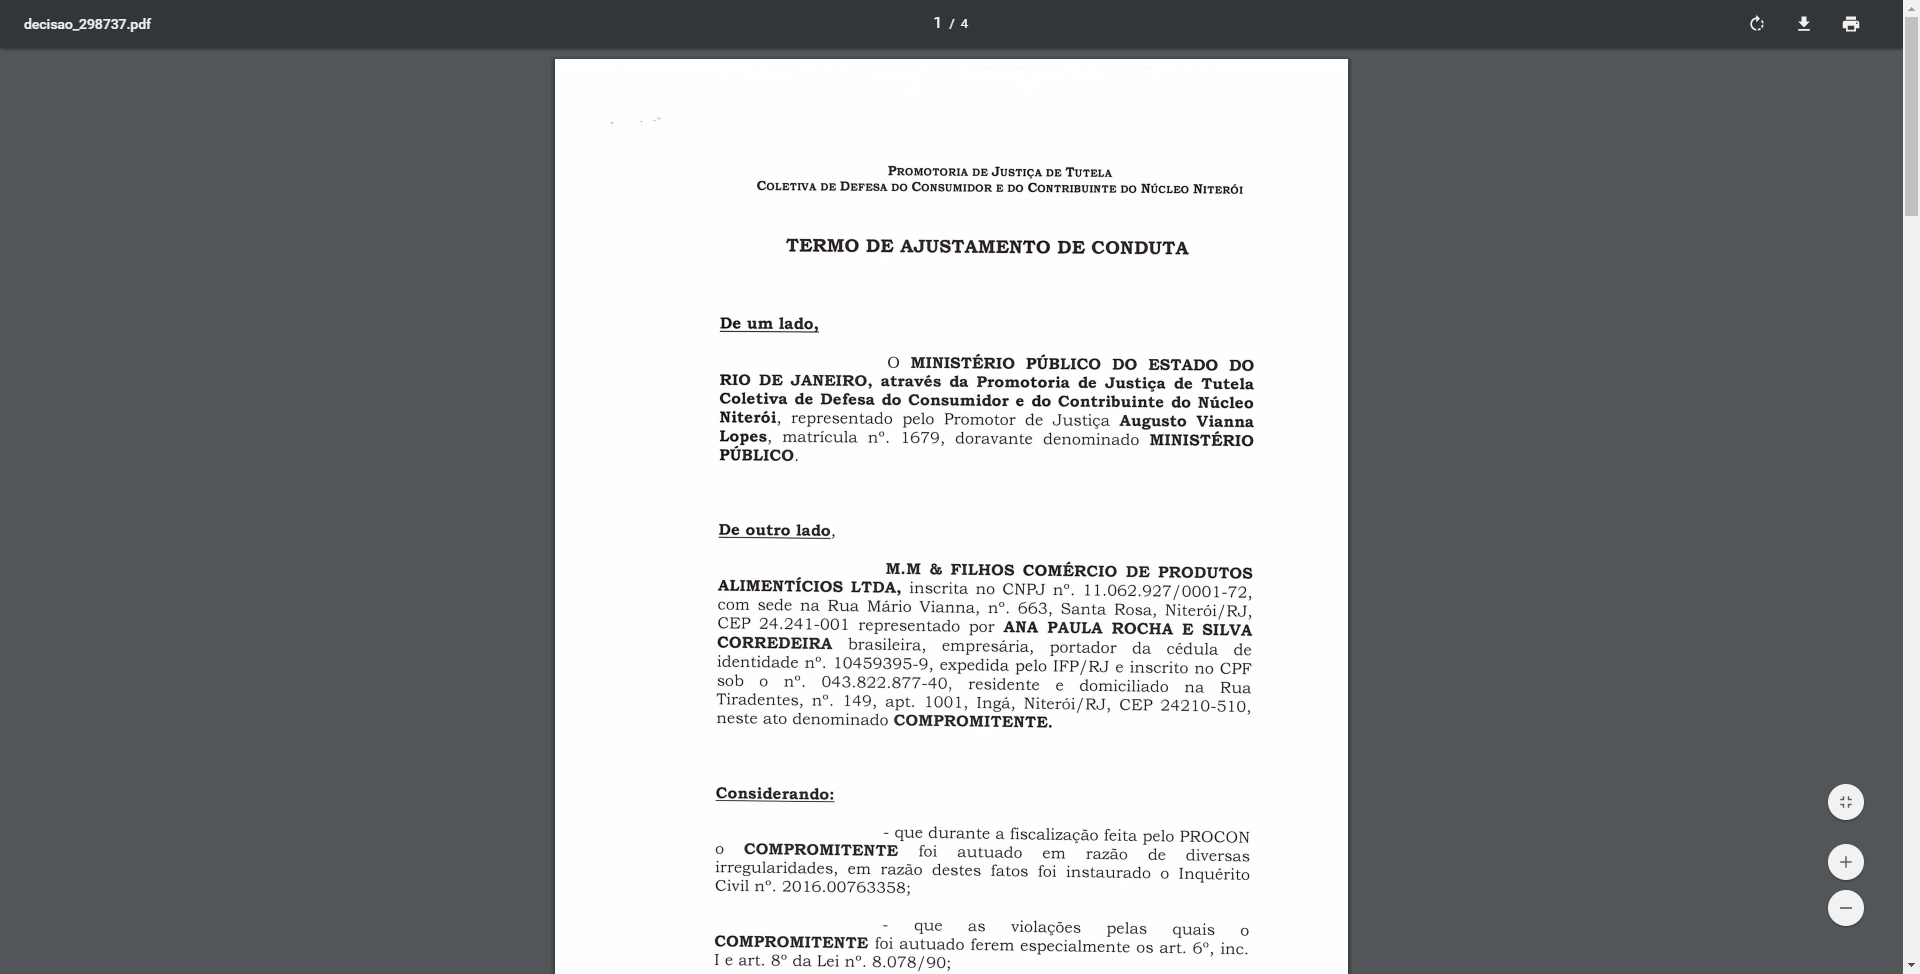 decisao_298737.pdf
1 / 4
PROMOTORIA DE JUSTIÇA DE TUTELA
COLETIVA DE DEFESA DO CONSUMIDOR E DO CONTRIBUINTE DO NÚCLEO NITERÓI
TERMO DE AJUSTAMENTO DE CONDUTA
De um lado,
O MINISTÉRIO PÚBLICO DO ESTADO DO
RIO DE JANEIRO, através da Promotoria de Justiça de Tutela
Coletiva de Defesa do Consumidor e do Contribuinte do Núcleo
Niterói, representado pelo Promotor de Justiça Augusto Vianna
Lopes, matrícula nº. 1679, doravante denominado MINISTÉRIO
PÚBLICO.
De outro lado,
M.M & FILHOS COMÉRCIO DE PRODUTOS
ALIMENTÍCIOS LTDA, inscrita no CNPJ nº. 11.062.927/0001-72,
com sede na Rua Mário Vianna, nº. 663, Santa Rosa, Niterói/RJ,
CEP 24.241-001 representado por ANA PAULA ROCHA E SILVA
CORREDEIRA brasileira, empresária, portador da cédula de
identidade nº. 10459395-9, expedida pelo IFP/RJ e inscrito no CPF
sob o nº. 043.822.877-40, residente e domiciliado na Rua
Tiradentes, nº. 149, apt. 1001, Ingá, Niterói/RJ, CEP 24210-510,
neste ato denominado COMPROMITENTE.
Considerando:
- que durante a fiscalização feita pelo PROCON
o COMPROMITENTE foi autuado em razão de diversas
irregularidades, em razão destes fatos foi instaurado o Inquérito
Civil nº. 2016.00763358;
- que as violações pelas quais o
COMPROMITENTE foi autuado ferem especialmente os art. 6º, inc.
I e art. 8º da Lei nº. 8.078/90;